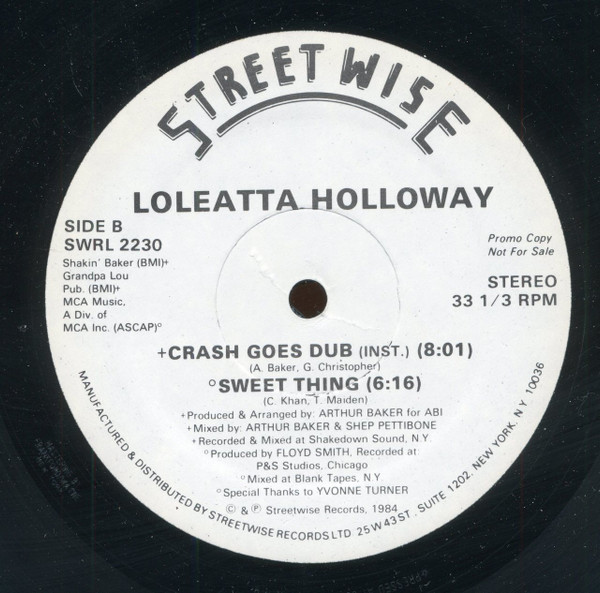 STREETWISE
LOLEATTA HOLLOWAY
SIDE B
SWRL 2230
Shakin' Baker (BMI)+
Grandpa Lou
Pub. (BMI)+
MCA Music,
A Div. of
MCA Inc. (ASCAP)°
Promo Copy
Not For Sale
STEREO
33 1/3 RPM
+CRASH GOES DUB (INST.) (8:01)
(A. Baker, G. Christopher)
°SWEET THING (6:16)
(C. Khan, T. Maiden)
+Produced & Arranged by: ARTHUR BAKER for ABI
+Mixed by: ARTHUR BAKER & SHEP PETTIBONE
+Recorded & Mixed at Shakedown Sound, N.Y.
°Produced by FLOYD SMITH, Recorded at
P&S Studios, Chicago
°Mixed at Blank Tapes, N.Y
°Special Thanks to YVONNE TURNER
© & ℗ Streetwise Records, 1984
MANUFACTURED & DISTRIBUTED BY STREETWISE RECORDS LTD. 25 W 43 ST. SUITE 1202, NEW YORK, N.Y. 10036